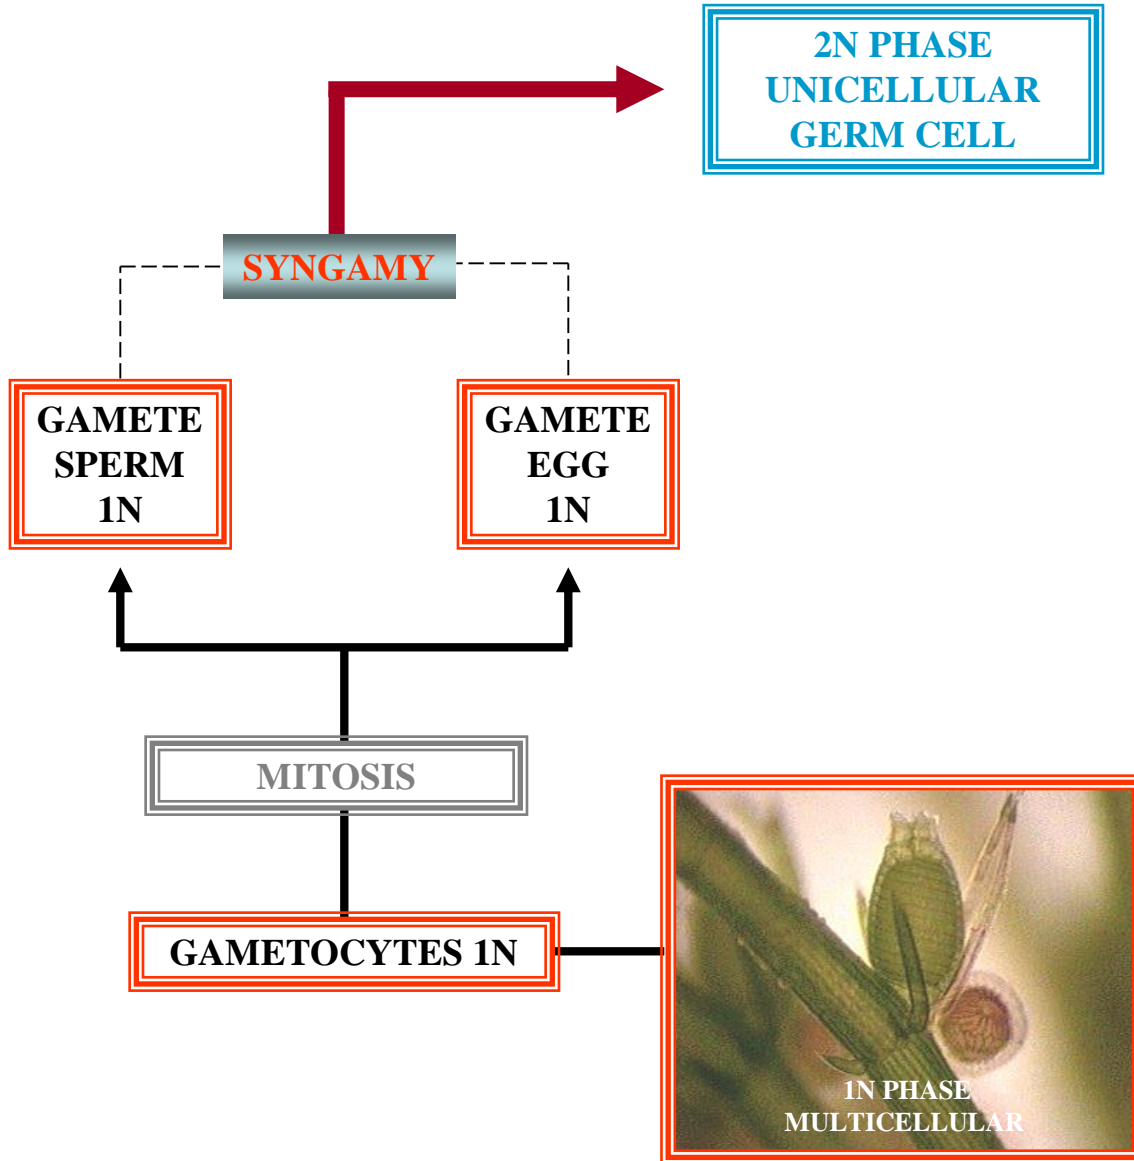 2N PHASE
UNICELLULAR
GERM CELL
SYNGAMY
GAMETE
SPERM
1N
GAMETE
EGG
1N
MITOSIS
GAMETOCYTES 1N
1N PHASE
MULTICELLULAR